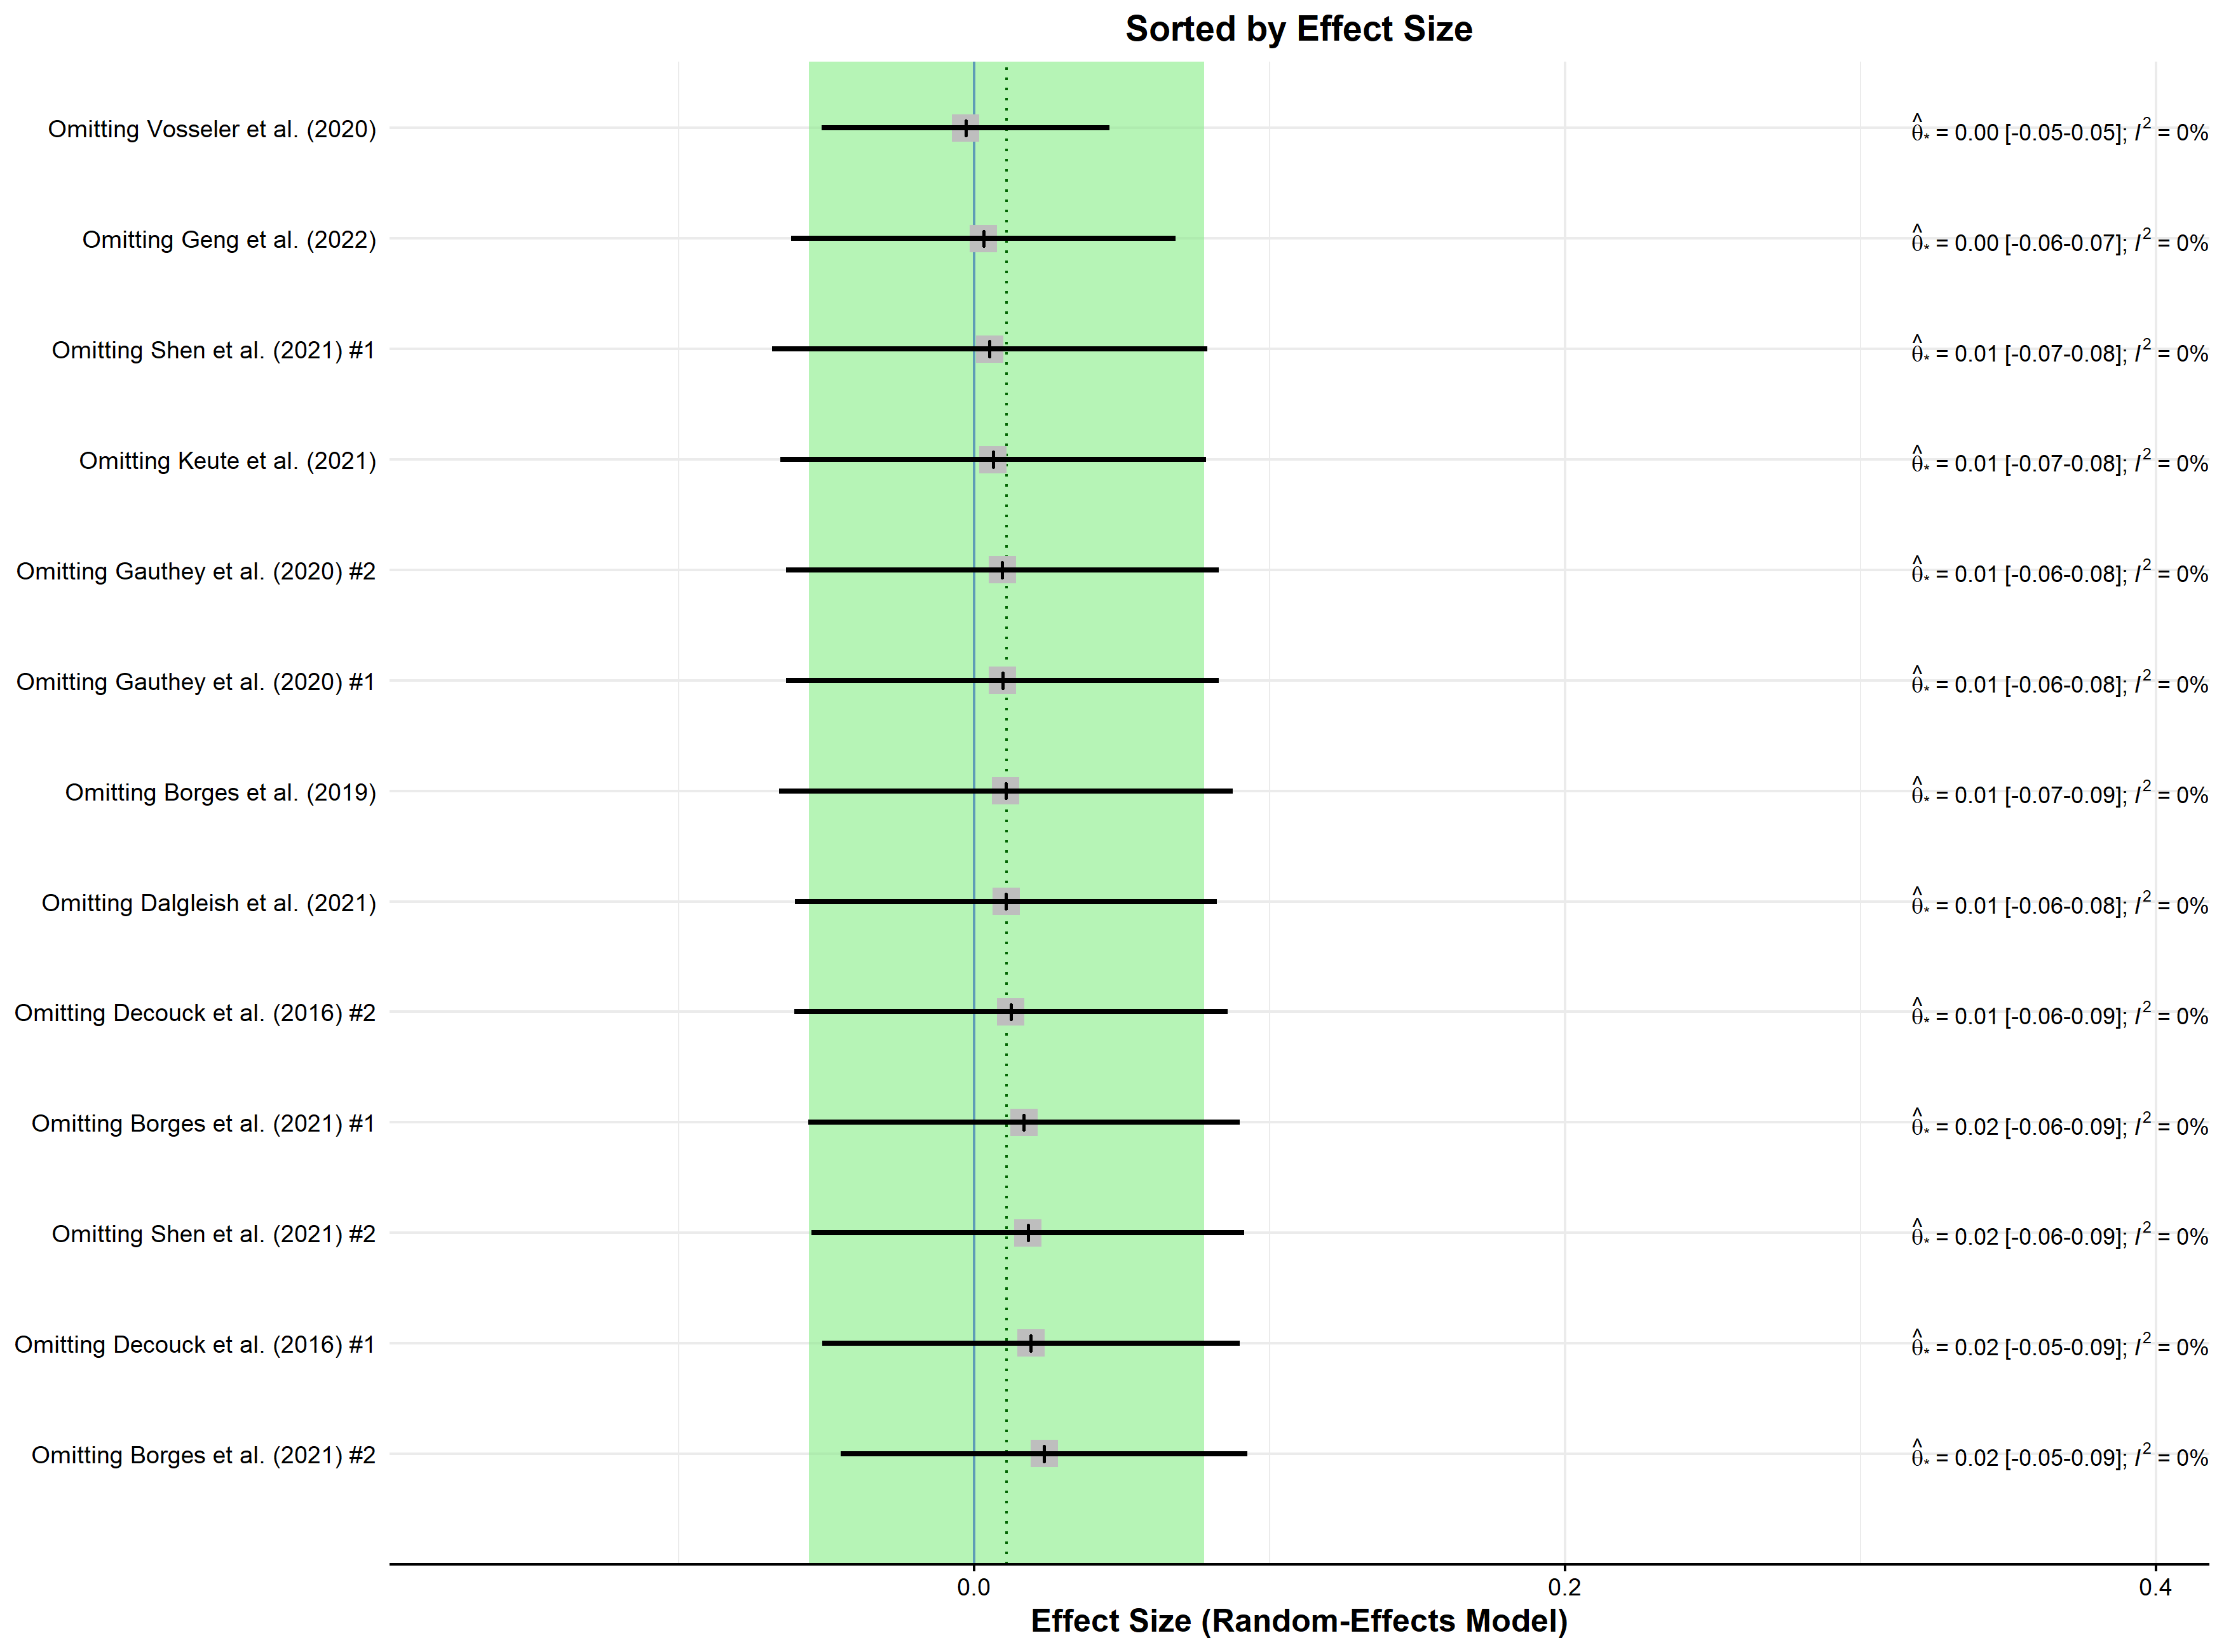 Sorted by Effect Size
Omitting Vosseler et al. (2020) θ̂* = 0.00 [-0.05-0.05]; I² = 0%
Omitting Geng et al. (2022) θ̂* = 0.00 [-0.06-0.07]; I² = 0%
Omitting Shen et al. (2021) #1 θ̂* = 0.01 [-0.07-0.08]; I² = 0%
Omitting Keute et al. (2021) θ̂* = 0.01 [-0.07-0.08]; I² = 0%
Omitting Gauthey et al. (2020) #2 θ̂* = 0.01 [-0.06-0.08]; I² = 0%
Omitting Gauthey et al. (2020) #1 θ̂* = 0.01 [-0.06-0.08]; I² = 0%
Omitting Borges et al. (2019) θ̂* = 0.01 [-0.07-0.09]; I² = 0%
Omitting Dalgleish et al. (2021) θ̂* = 0.01 [-0.06-0.08]; I² = 0%
Omitting Decouck et al. (2016) #2 θ̂* = 0.01 [-0.06-0.09]; I² = 0%
Omitting Borges et al. (2021) #1 θ̂* = 0.02 [-0.06-0.09]; I² = 0%
Omitting Shen et al. (2021) #2 θ̂* = 0.02 [-0.06-0.09]; I² = 0%
Omitting Decouck et al. (2016) #1 θ̂* = 0.02 [-0.05-0.09]; I² = 0%
Omitting Borges et al. (2021) #2 θ̂* = 0.02 [-0.05-0.09]; I² = 0%
0.0 0.2 0.4
Effect Size (Random-Effects Model)